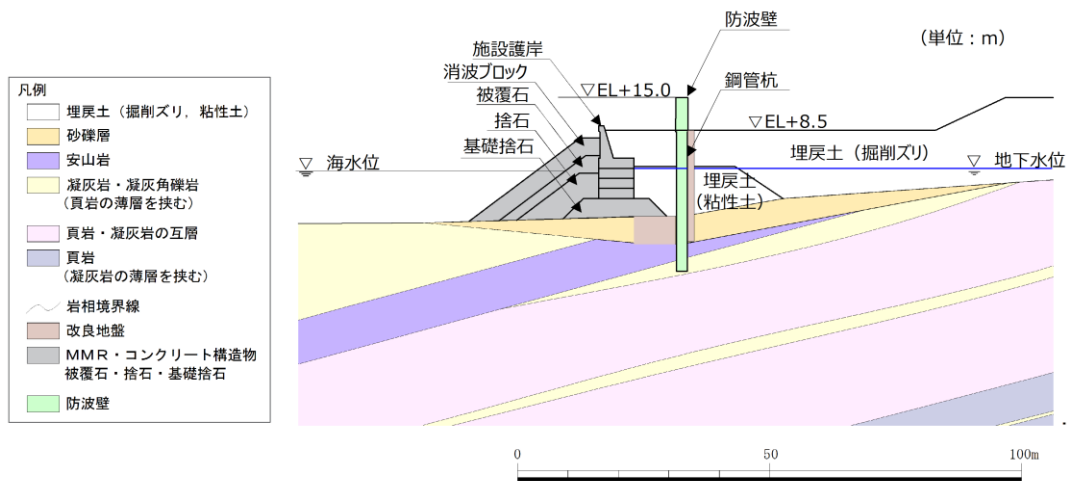 凡例
埋戻土(掘削ズリ,粘性土)
砂礫層
安山岩
凝灰岩・凝灰角礫岩
(頁岩の薄層を挟む)
頁岩・凝灰岩の互層
頁岩
(凝灰岩の薄層を挟む)
岩相境界線
改良地盤
MMR・コンクリート構造物
被覆石・捨石・基礎捨石
防波壁
防波壁
(単位:m)
施設護岸
消波ブロック
被覆石
捨石
基礎捨石
鋼管杭
▽EL+15.0
▽EL+8.5
▽ 海水位
埋戻土(掘削ズリ)
▽ 地下水位
埋戻土
(粘性土)
0 50 100m